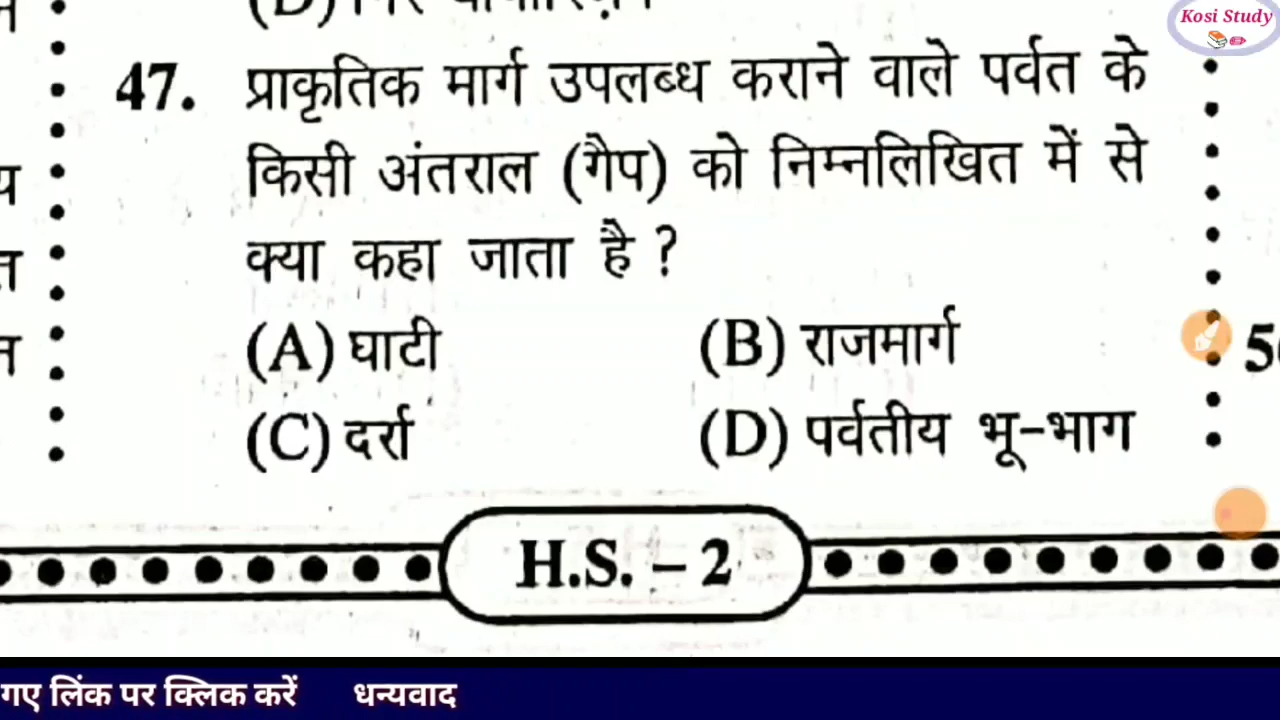 Kosi Study
47. प्राकृतिक मार्ग उपलब्ध कराने वाले पर्वत के
किसी अंतराल (गैप) को निम्नलिखित में से
क्या कहा जाता है ?
(A) घाटी (B) राजमार्ग
(C) दर्रा (D) पर्वतीय भू-भाग
H.S. – 2
गए लिंक पर क्लिक करें धन्यवाद